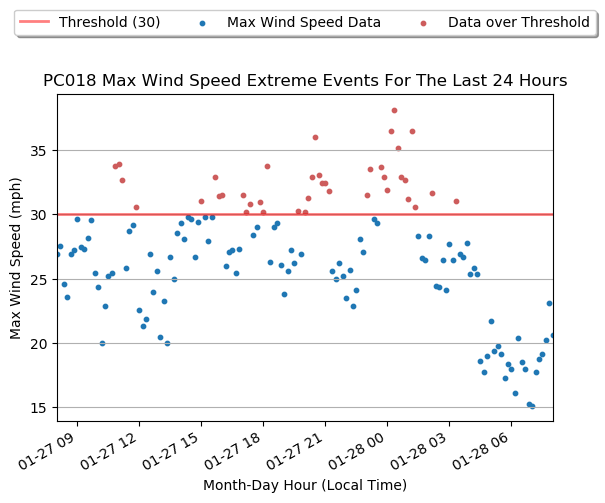 Threshold (30) Max Wind Speed Data Data over Threshold
PC018 Max Wind Speed Extreme Events For The Last 24 Hours
Max Wind Speed (mph)
35
30
25
20
15
01-27 09 01-27 12 01-27 15 01-27 18 01-27 21 01-28 00 01-28 03 01-28 06
Month-Day Hour (Local Time)